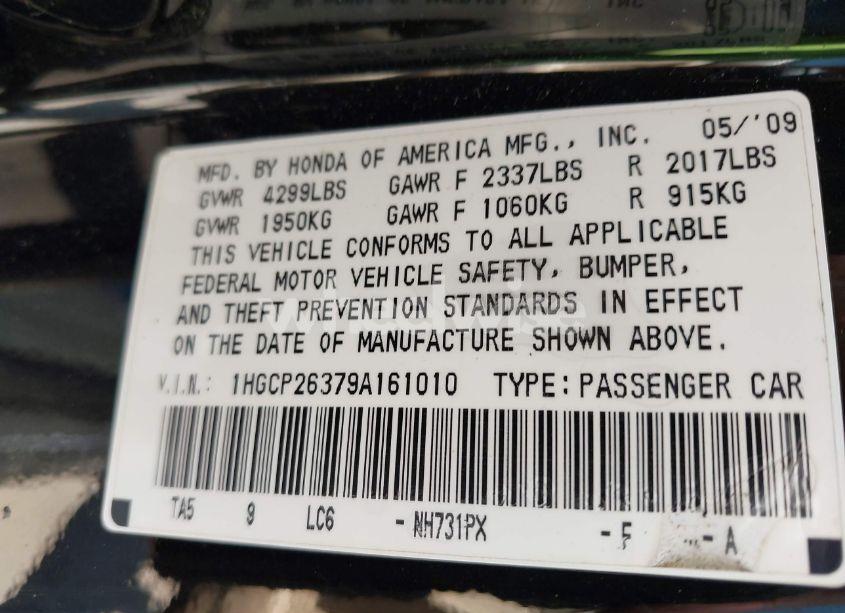 MFD. BY HONDA OF AMERICA MFG., INC. 05/'09
GVWR 4299LBS GAWR F 2337LBS R 2017LBS
GVWR 1950KG GAWR F 1060KG R 915KG
THIS VEHICLE CONFORMS TO ALL APPLICABLE
FEDERAL MOTOR VEHICLE SAFETY, BUMPER,
AND THEFT PREVENTION STANDARDS IN EFFECT
ON THE DATE OF MANUFACTURE SHOWN ABOVE.
V.I.N.: 1HGCP26379A161010 TYPE: PASSENGER CAR
TA5 9 LC6 - NH731PX - F - A